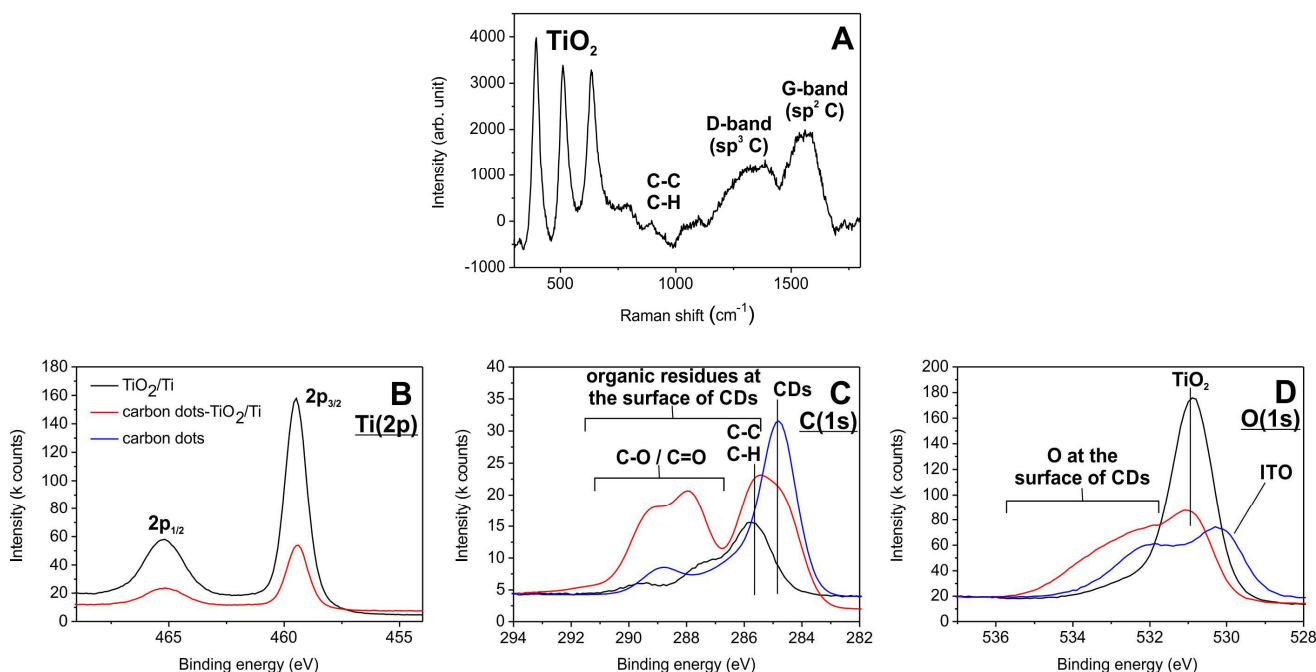 A
TiO2
G-band
(sp2 C)
D-band
(sp3 C)
C-C
C-H
4000
3000
2000
1000
0
-1000
Intensity (arb. unit)
500
1000
1500
Raman shift (cm-1)
B
Ti(2p)
TiO2/Ti
carbon dots-TiO2/Ti
carbon dots
2p3/2
2p1/2
180
160
140
120
100
80
60
40
20
0
Intensity (k counts)
465
460
455
Binding energy (eV)
C
C(1s)
organic residues at
the surface of CDs
CDs
C-C
C-H
C-O / C=O
40
35
30
25
20
15
10
5
0
Intensity (k counts)
294
292
290
288
286
284
282
Binding energy (eV)
D
O(1s)
TiO2
O at the
surface of CDs
ITO
200
180
160
140
120
100
80
60
40
20
0
Intensity (k counts)
536
534
532
530
528
Binding energy (eV)